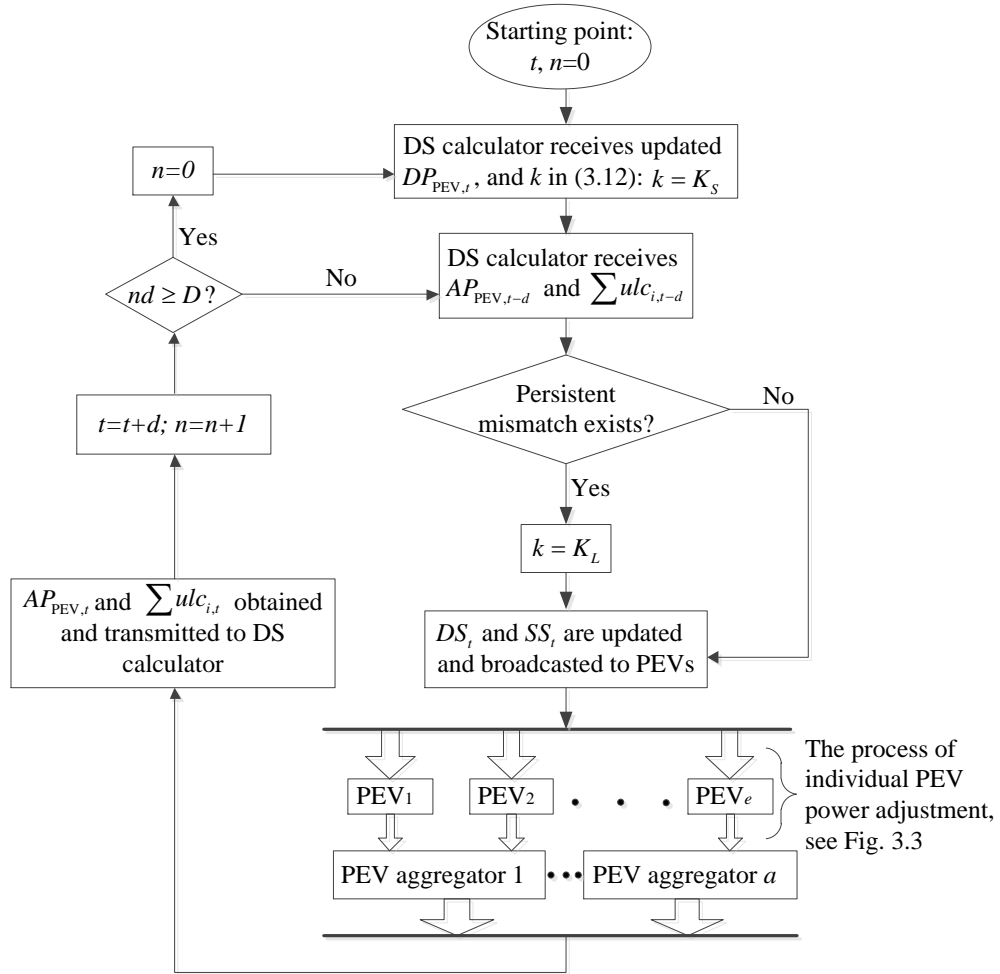 Starting point:
t, n=0
DS calculator receives updated
DP_PEV,t, and k in (3.12): k = K_S
n=0
Yes
DS calculator receives
AP_PEV,t−d and ∑ulc_i,t−d
No
nd ≥ D?
Persistent
mismatch exists?
No
t=t+d; n=n+1
Yes
k = K_L
AP_PEV,t and ∑ulc_i,t obtained
and transmitted to DS
calculator
DS_t and SS_t are updated
and broadcasted to PEVs
The process of
individual PEV
power adjustment,
see Fig. 3.3
PEV1
PEV2
PEVe
PEV aggregator 1
PEV aggregator a